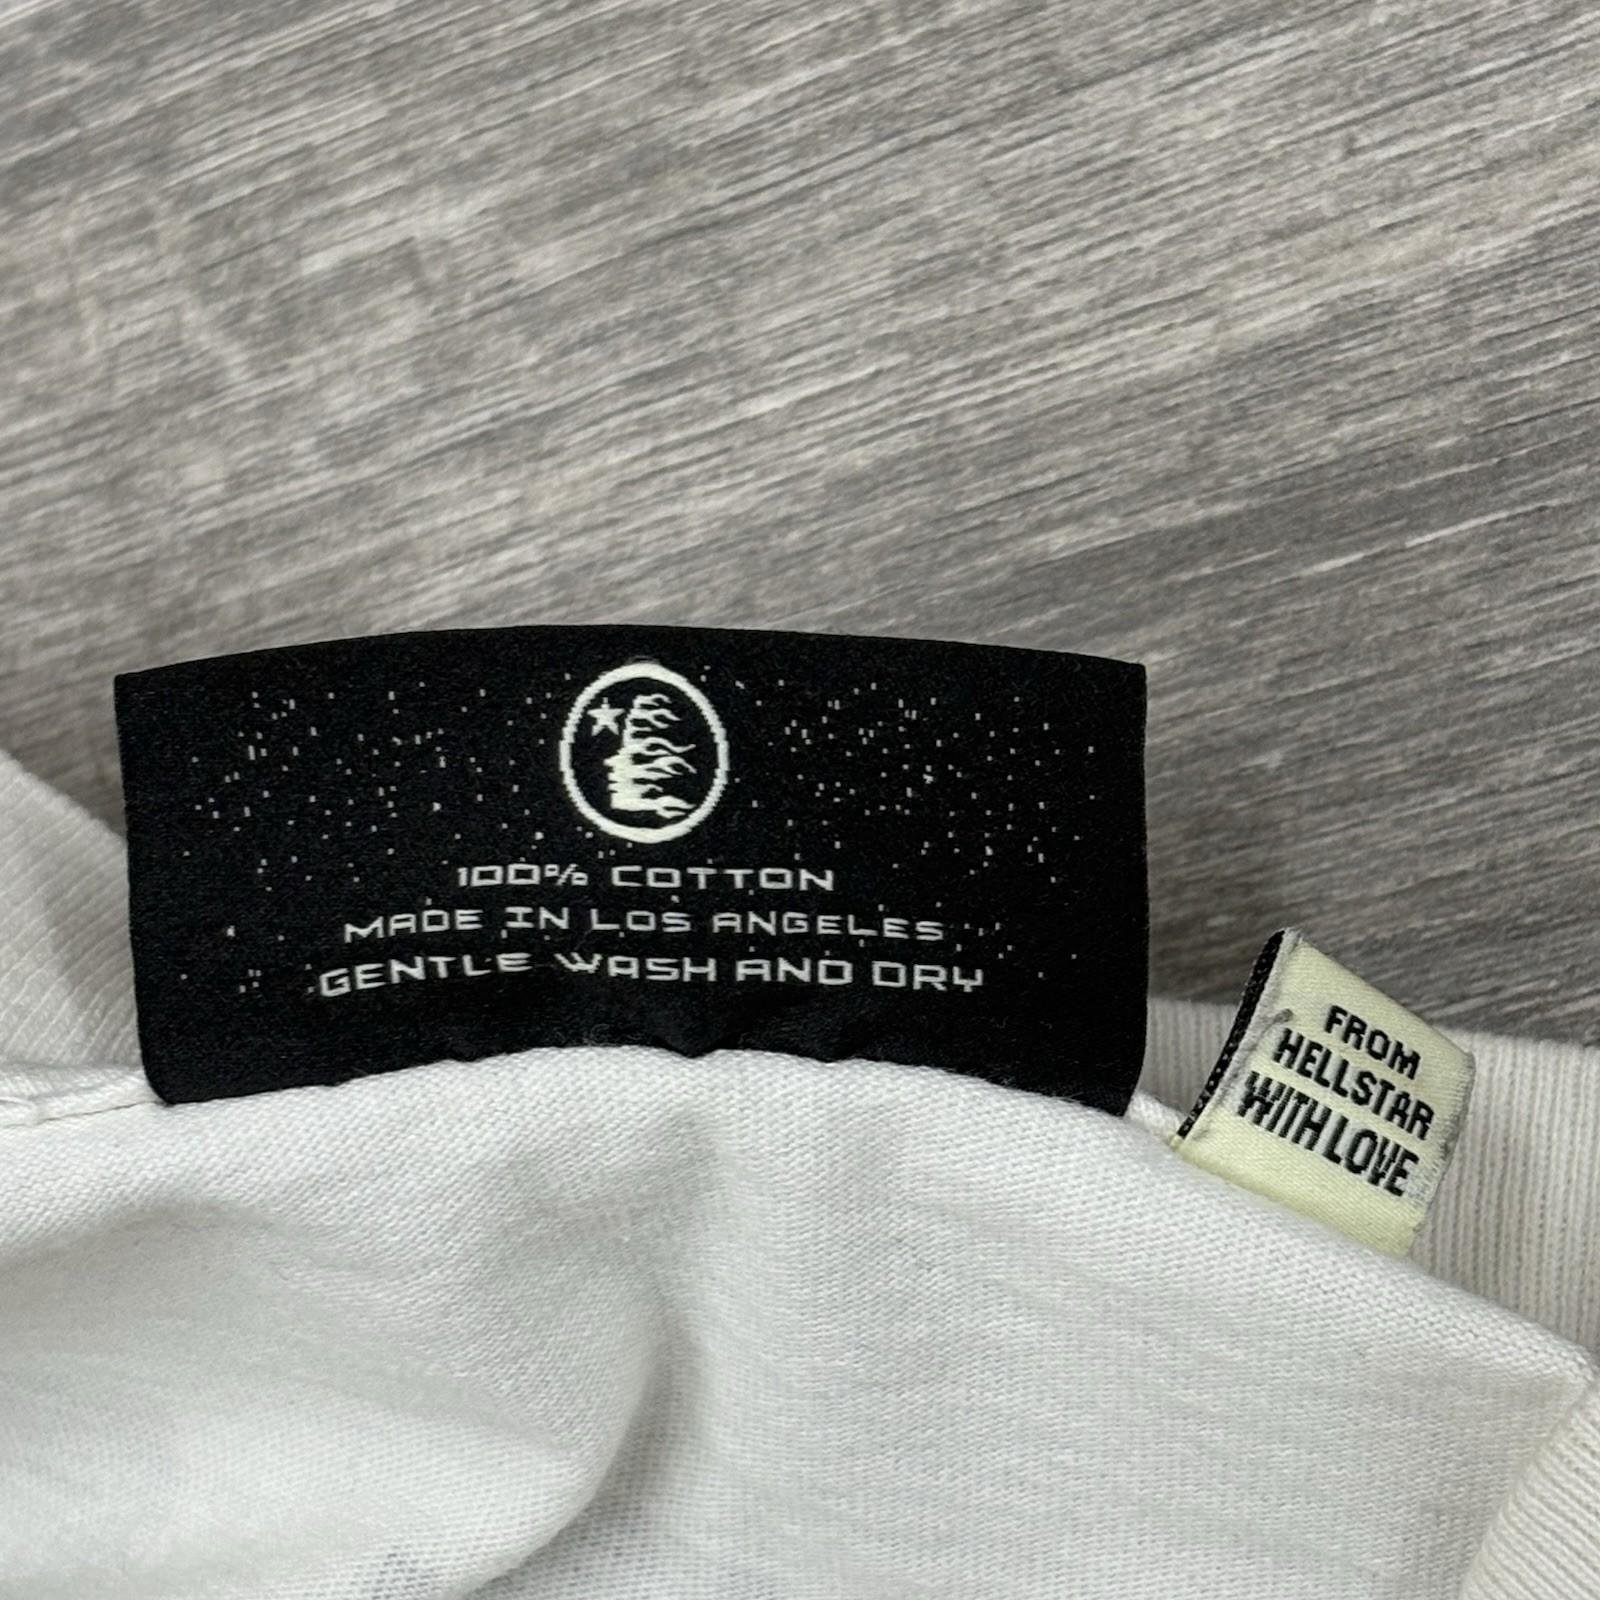 100% COTTON
MADE IN LOS ANGELES
GENTLE WASH AND DRY
FROM
HELLSTAR
WITH LOVE